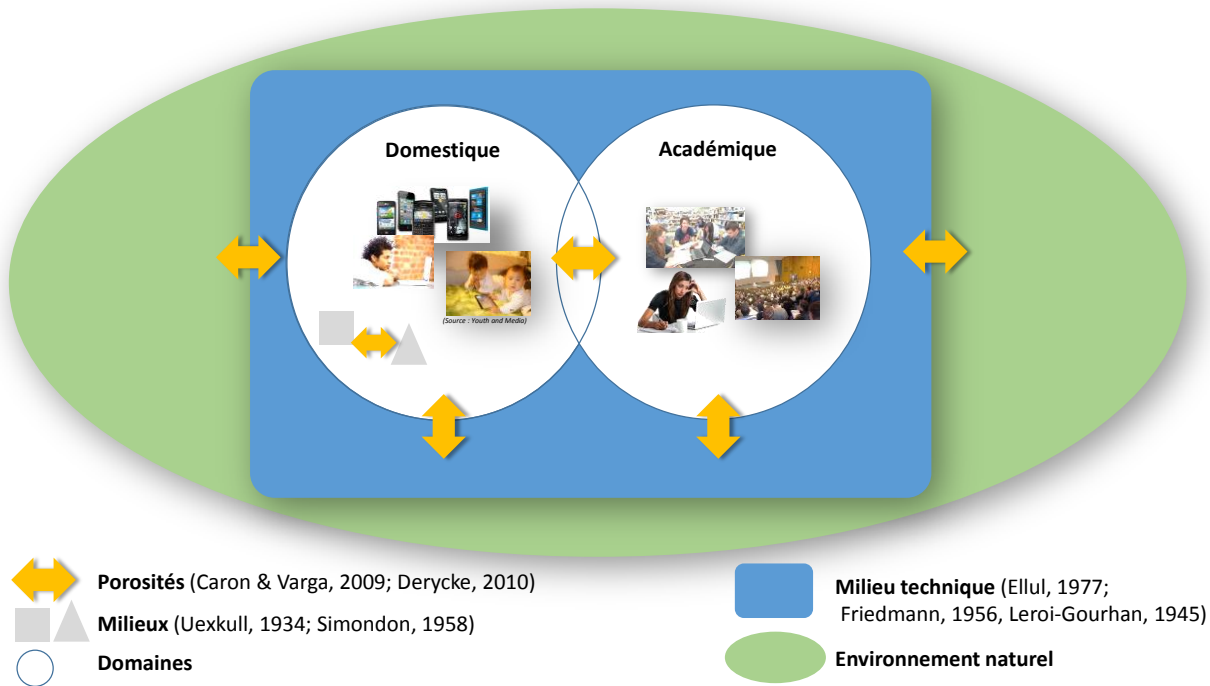 Domestique
Académique
(Source : Youth and Media)
Porosités (Caron & Varga, 2009; Derycke, 2010)
Milieux (Uexkull, 1934; Simondon, 1958)
Domaines
Milieu technique (Ellul, 1977;
Friedmann, 1956, Leroi-Gourhan, 1945)
Environnement naturel